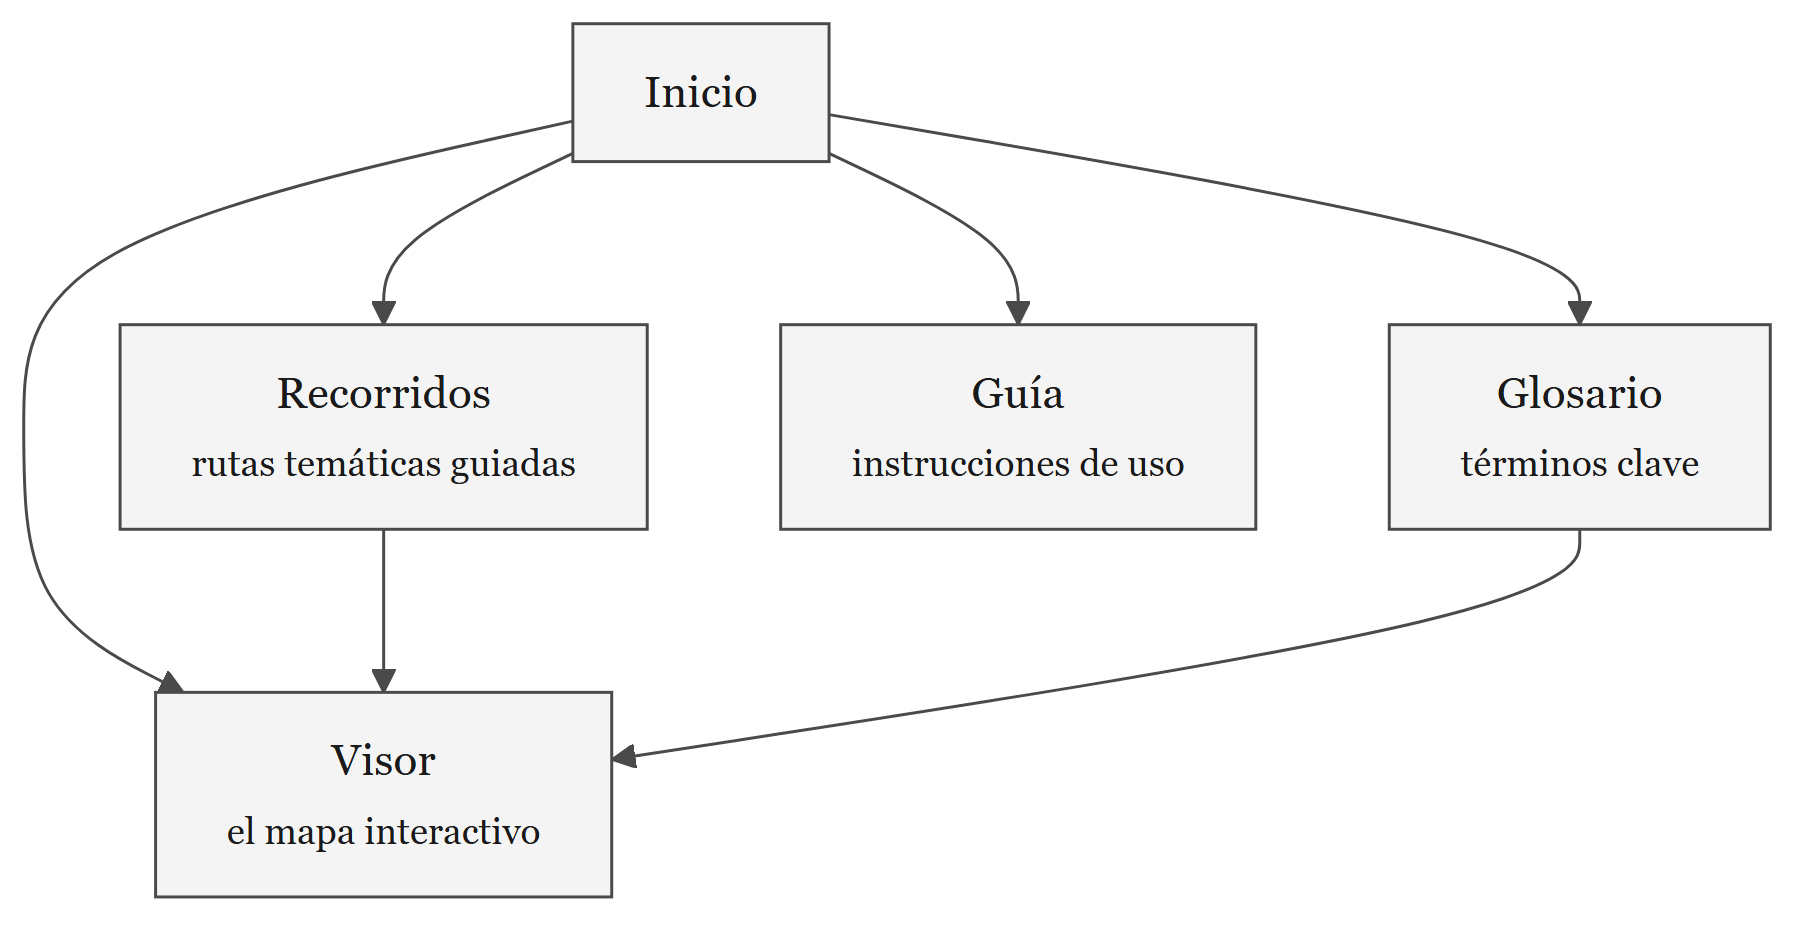 Inicio
Recorridos
rutas temáticas guiadas
Guía
instrucciones de uso
Glosario
términos clave
Visor
el mapa interactivo